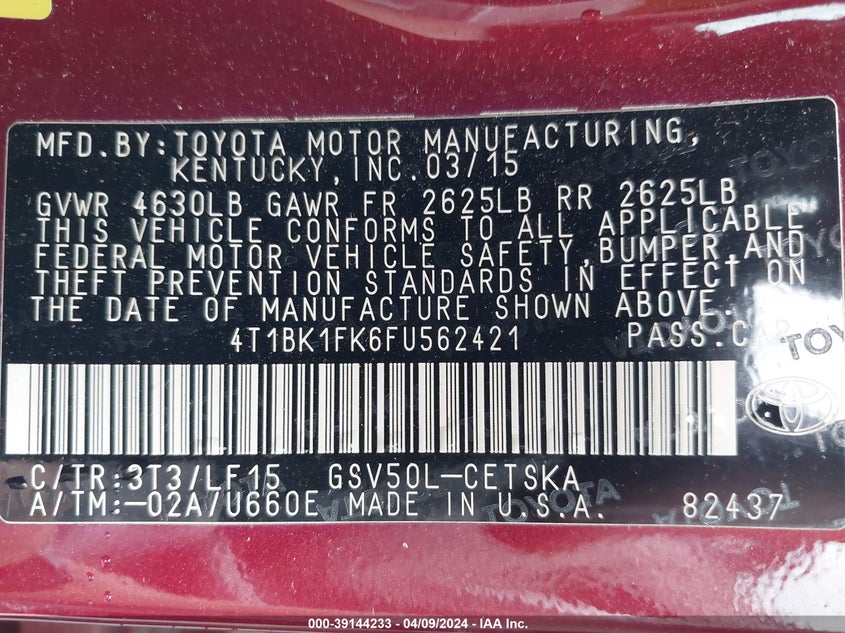 MFD.BY:TOYOTA MOTOR MANUFACTURING,
KENTUCKY,INC.03/15
GVWR 4630LB GAWR FR 2625LB RR 2625LB
THIS VEHICLE CONFORMS TO ALL APPLICABLE
FEDERAL MOTOR VEHICLE SAFETY,BUMPER,AND
THEFT PREVENTION STANDARDS IN EFFECT ON
THE DATE OF MANUFACTURE SHOWN ABOVE.
4T1BK1FK6FU562421 PASS.CAR
C/TR:3T3/LF15 GSV50L-CETSKA
A/TM:-02A/U660E MADE IN U.S.A. 82437
000-39144233 - 04/09/2024 - IAA Inc.